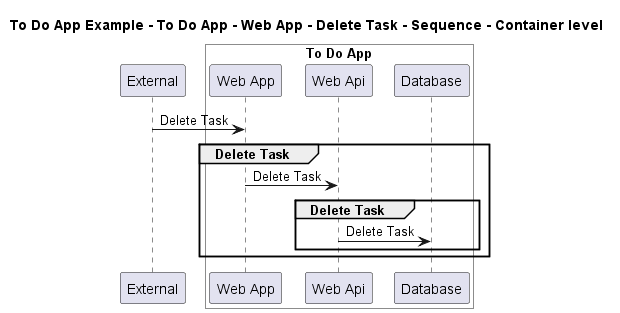 To Do App Example - To Do App - Web App - Delete Task - Sequence - Container level
To Do App
External Web App Web Api Database
Delete Task
Delete Task
Delete Task
Delete Task
Delete Task
External Web App Web Api Database